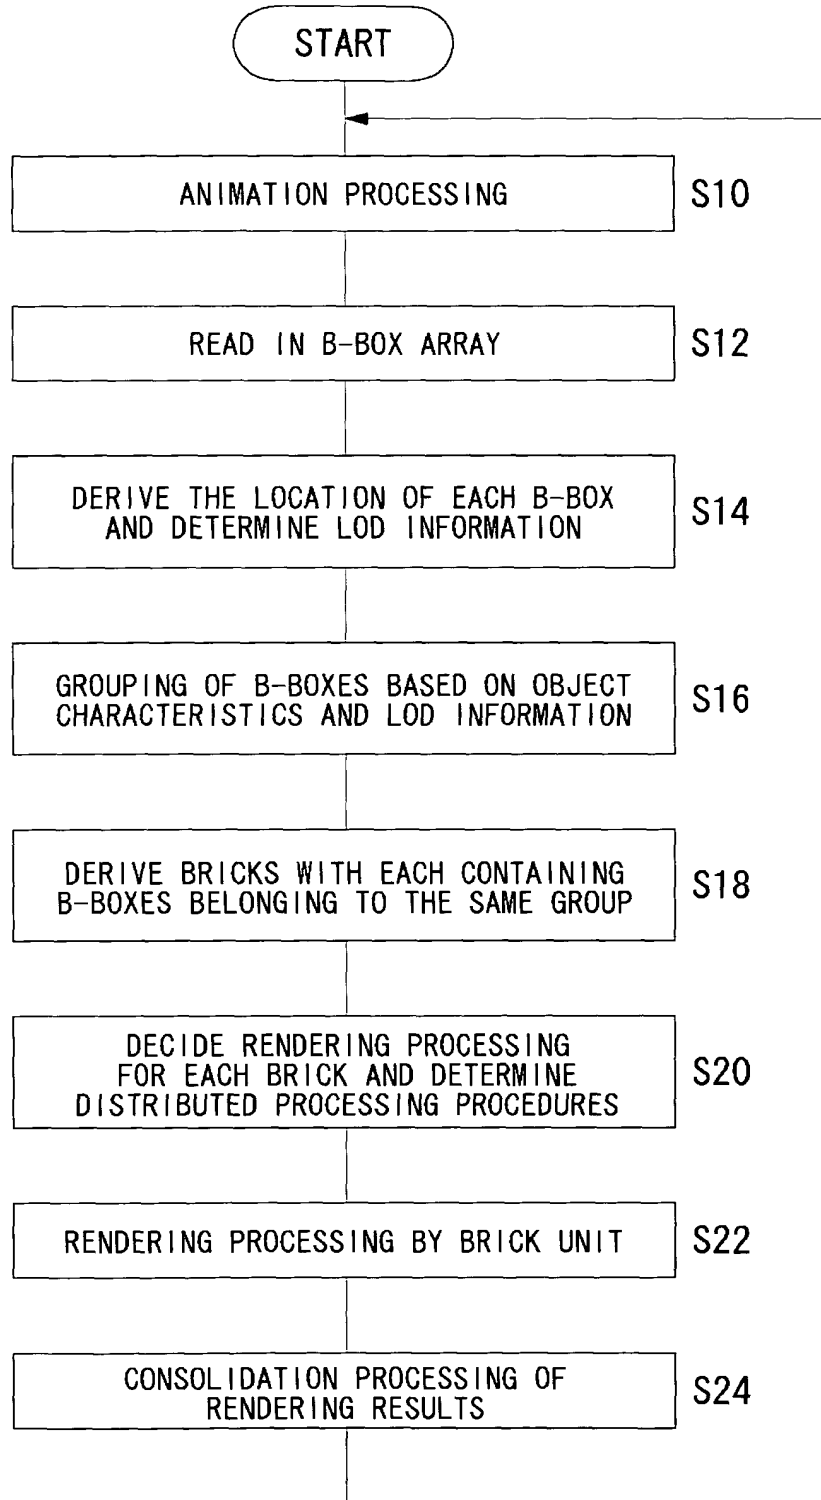 START
ANIMATION PROCESSING
S10
READ IN B-BOX ARRAY
S12
DERIVE THE LOCATION OF EACH B-BOX
AND DETERMINE LOD INFORMATION
S14
GROUPING OF B-BOXES BASED ON OBJECT
CHARACTERISTICS AND LOD INFORMATION
S16
DERIVE BRICKS WITH EACH CONTAINING
B-BOXES BELONGING TO THE SAME GROUP
S18
DECIDE RENDERING PROCESSING
FOR EACH BRICK AND DETERMINE
DISTRIBUTED PROCESSING PROCEDURES
S20
RENDERING PROCESSING BY BRICK UNIT
S22
CONSOLIDATION PROCESSING OF
RENDERING RESULTS
S24